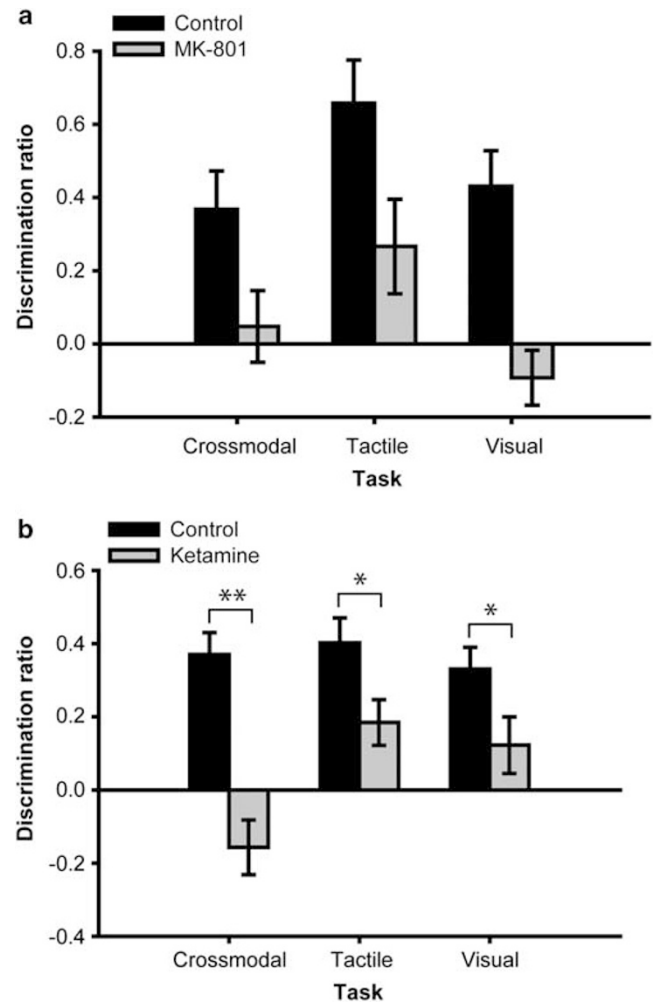 a
Control
MK-801
Discrimination ratio
0.8
0.6
0.4
0.2
0.0
-0.2
Crossmodal Tactile Visual
Task
b
Control
Ketamine
Discrimination ratio
0.6
0.4
0.2
0.0
-0.2
-0.4
** * *
Crossmodal Tactile Visual
Task